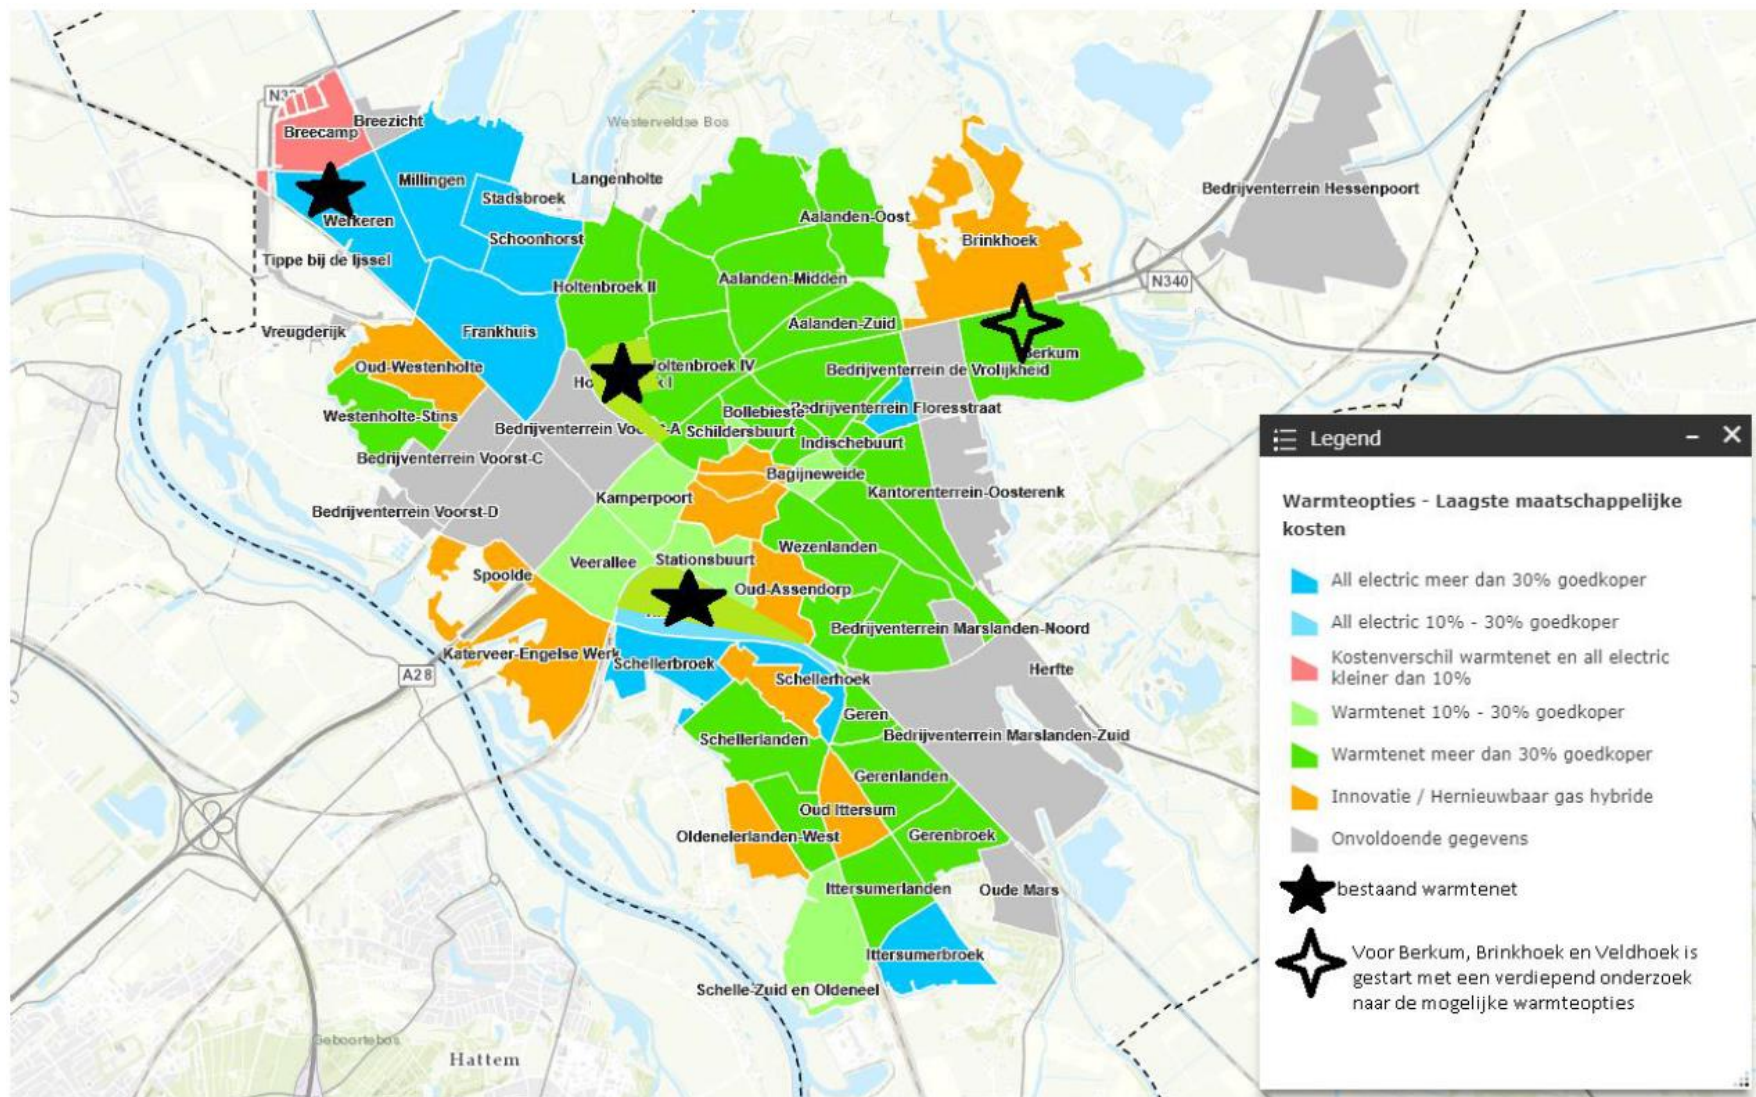 N33
Breezicht
Breecamp
Westerveldse Bos
Millingen
Langenholte
Bedrijventerrein Hessenpoort
Stadsbroek
Werkeren
Aalanden-Oost
Schoonhorst
Brinkhoek
Tippe bij de Ijssel
Aalanden-Midden
N340
Holtenbroek II
Vreugderijk
Frankhuis
Aalanden-Zuid
Berkum
Oud-Westenholte
Holtenbroek IV
Bedrijventerrein de Vrolijkheid
Westenholte-Stins
Bollebieste
Bedrijventerrein Floresstraat
Bedrijventerrein
Schildersbuurt
Indischebuurt
Bedrijventerrein Voorst-C
Bagijneweide
Kamperpoort
Kantorenterrein-Oosterenk
Bedrijventerrein Voorst-D
Wezenlanden
Veerallee
Stationsbuurt
Spoolde
Oud-Assendorp
Bedrijventerrein Marslanden-Noord
Katerveer-Engelse Werk
Schellerbroek
Herfte
A28
Schellerhoek
Geren
Schellerlanden
Bedrijventerrein Marslanden-Zuid
Gerenlanden
Oud Ittersum
Oldenelerlanden-West
Gerenbroek
Ittersumerlanden
Oude Mars
Ittersumerbroek
Schelle-Zuid en Oldeneel
Geboortebos
Hattem
Legend
Warmteopties - Laagste maatschappelijke
kosten
All electric meer dan 30% goedkoper
All electric 10% - 30% goedkoper
Kostenverschil warmtenet en all electric
kleiner dan 10%
Warmtenet 10% - 30% goedkoper
Warmtenet meer dan 30% goedkoper
Innovatie / Hernieuwbaar gas hybride
Onvoldoende gegevens
bestaand warmtenet
Voor Berkum, Brinkhoek en Veldhoek is
gestart met een verdiepend onderzoek
naar de mogelijke warmteopties